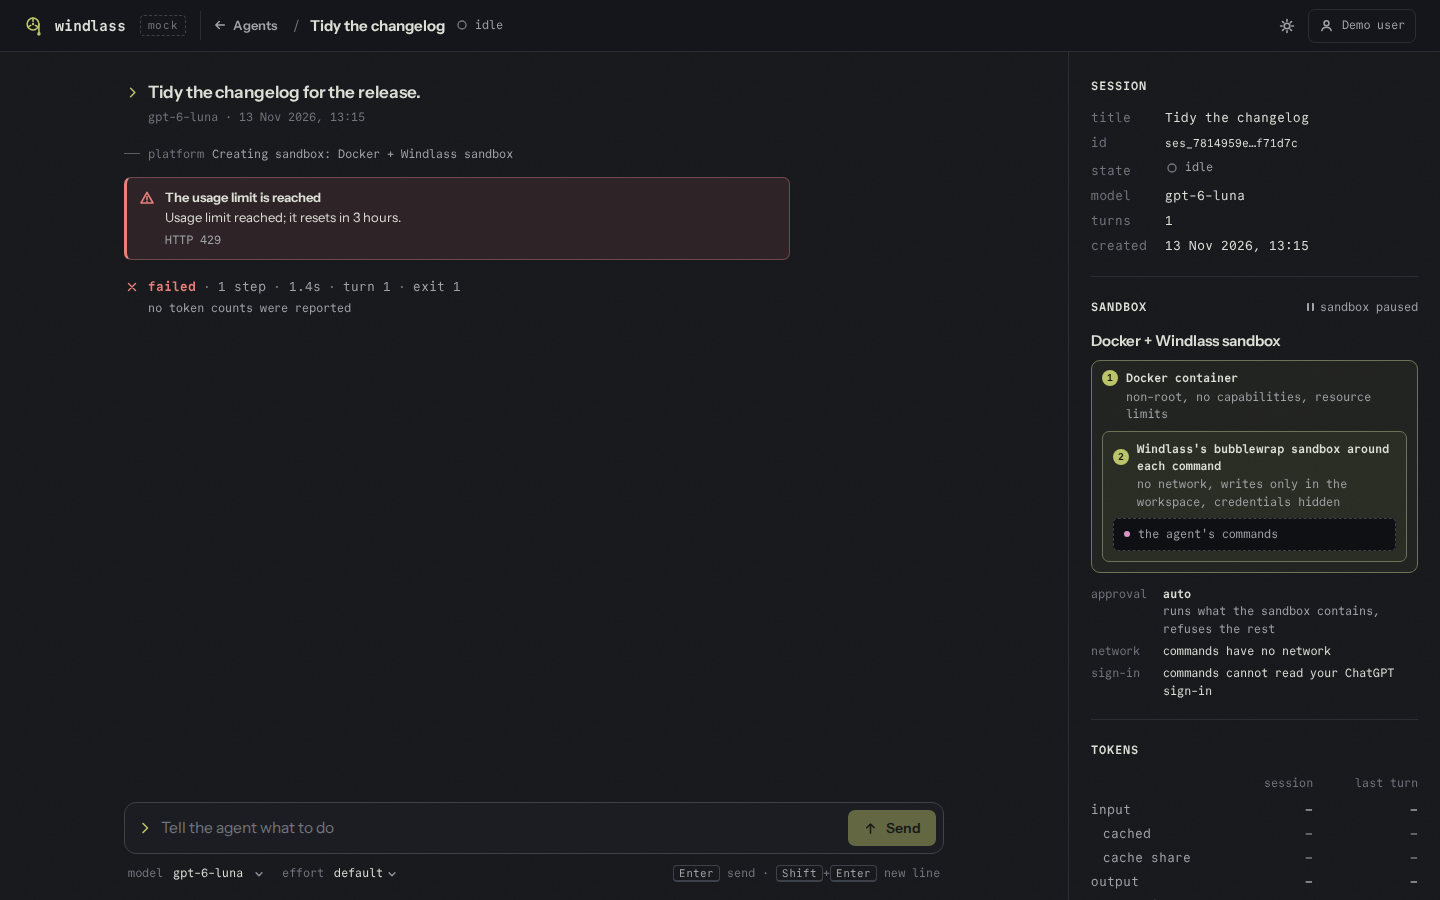 windlass mock ← Agents / Tidy the changelog idle Demo user
Tidy the changelog for the release.
gpt-6-luna · 13 Nov 2026, 13:15
platform Creating sandbox: Docker + Windlass sandbox
The usage limit is reached
Usage limit reached; it resets in 3 hours.
HTTP 429
failed · 1 step · 1.4s · turn 1 · exit 1
no token counts were reported
Tell the agent what to do
Send
model gpt-6-luna effort default
Enter send · Shift+Enter new line
SESSION
title Tidy the changelog
id ses_7814959e…f71d7c
state idle
model gpt-6-luna
turns 1
created 13 Nov 2026, 13:15
SANDBOX sandbox paused
Docker + Windlass sandbox
1 Docker container
non-root, no capabilities, resource
limits
2 Windlass's bubblewrap sandbox around
each command
no network, writes only in the
workspace, credentials hidden
the agent's commands
approval auto
runs what the sandbox contains,
refuses the rest
network commands have no network
sign-in commands cannot read your ChatGPT
sign-in
TOKENS
session last turn
input – –
cached – –
cache share – –
output – –